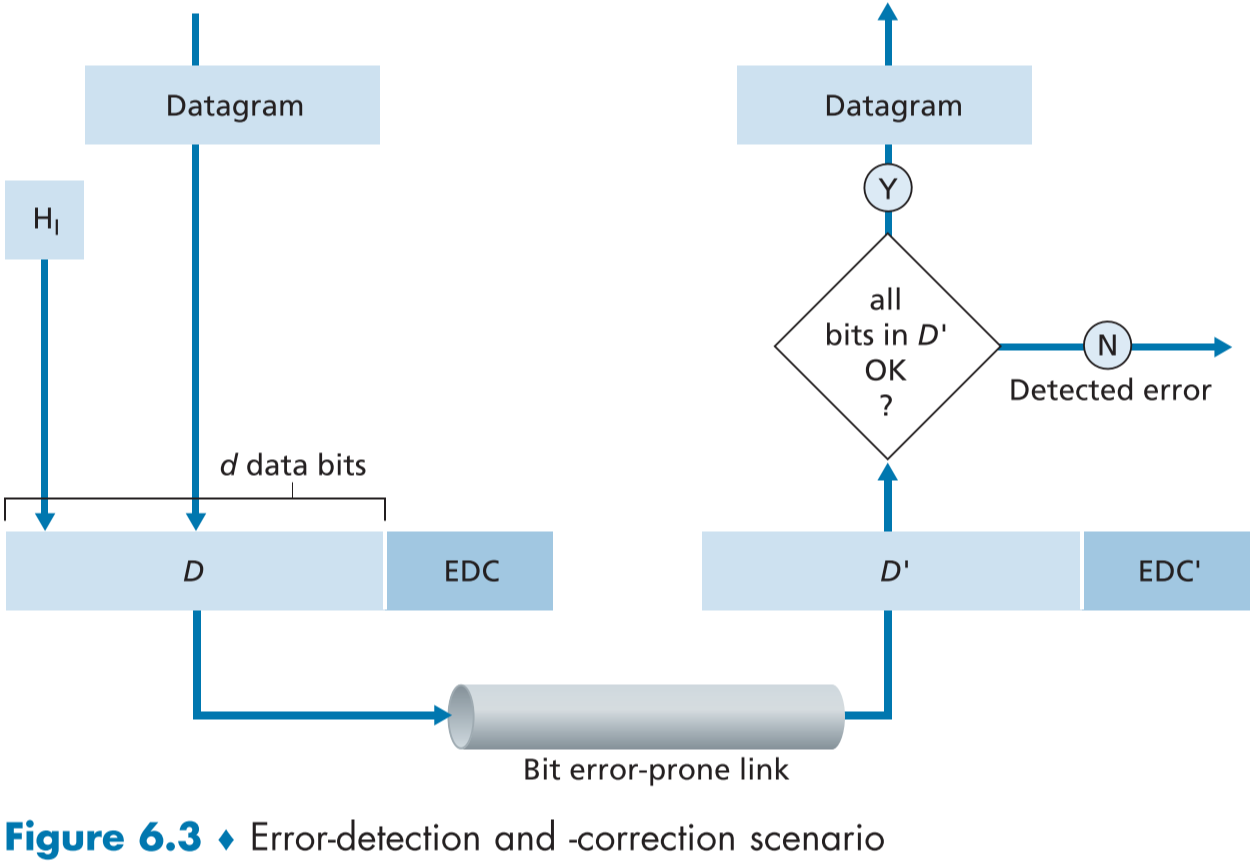 Datagram
Datagram
H_l
Y
all
bits in D'
OK
?
N
Detected error
d data bits
D
EDC
D'
EDC'
Bit error-prone link
Figure 6.3 ♦ Error-detection and -correction scenario